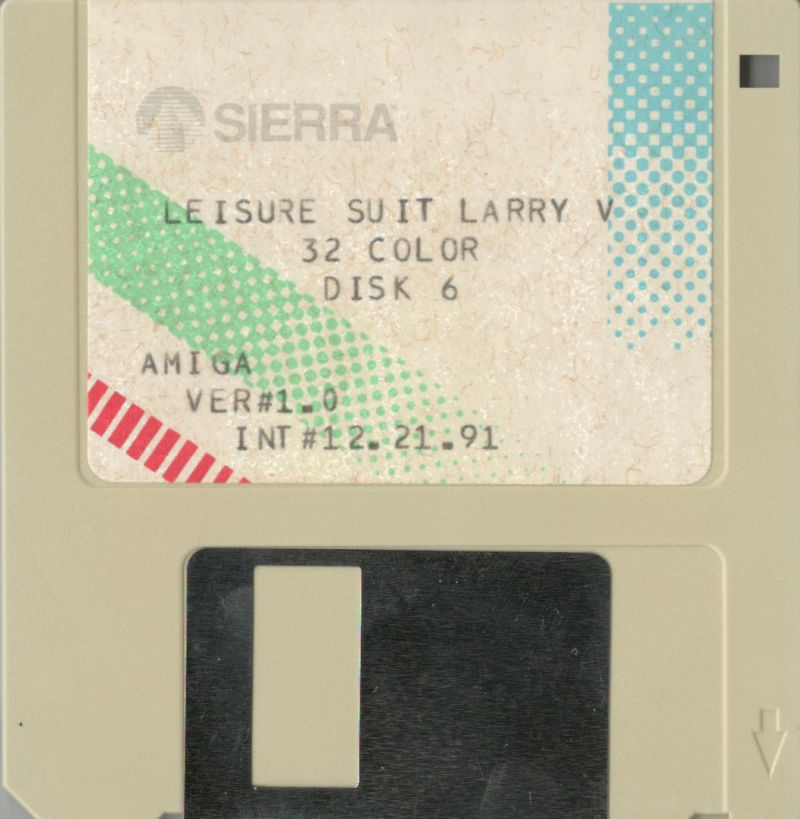 SIERRA
LEISURE SUIT LARRY V
32 COLOR
DISK 6
AMIGA
VER#1.0
INT#12.21.91